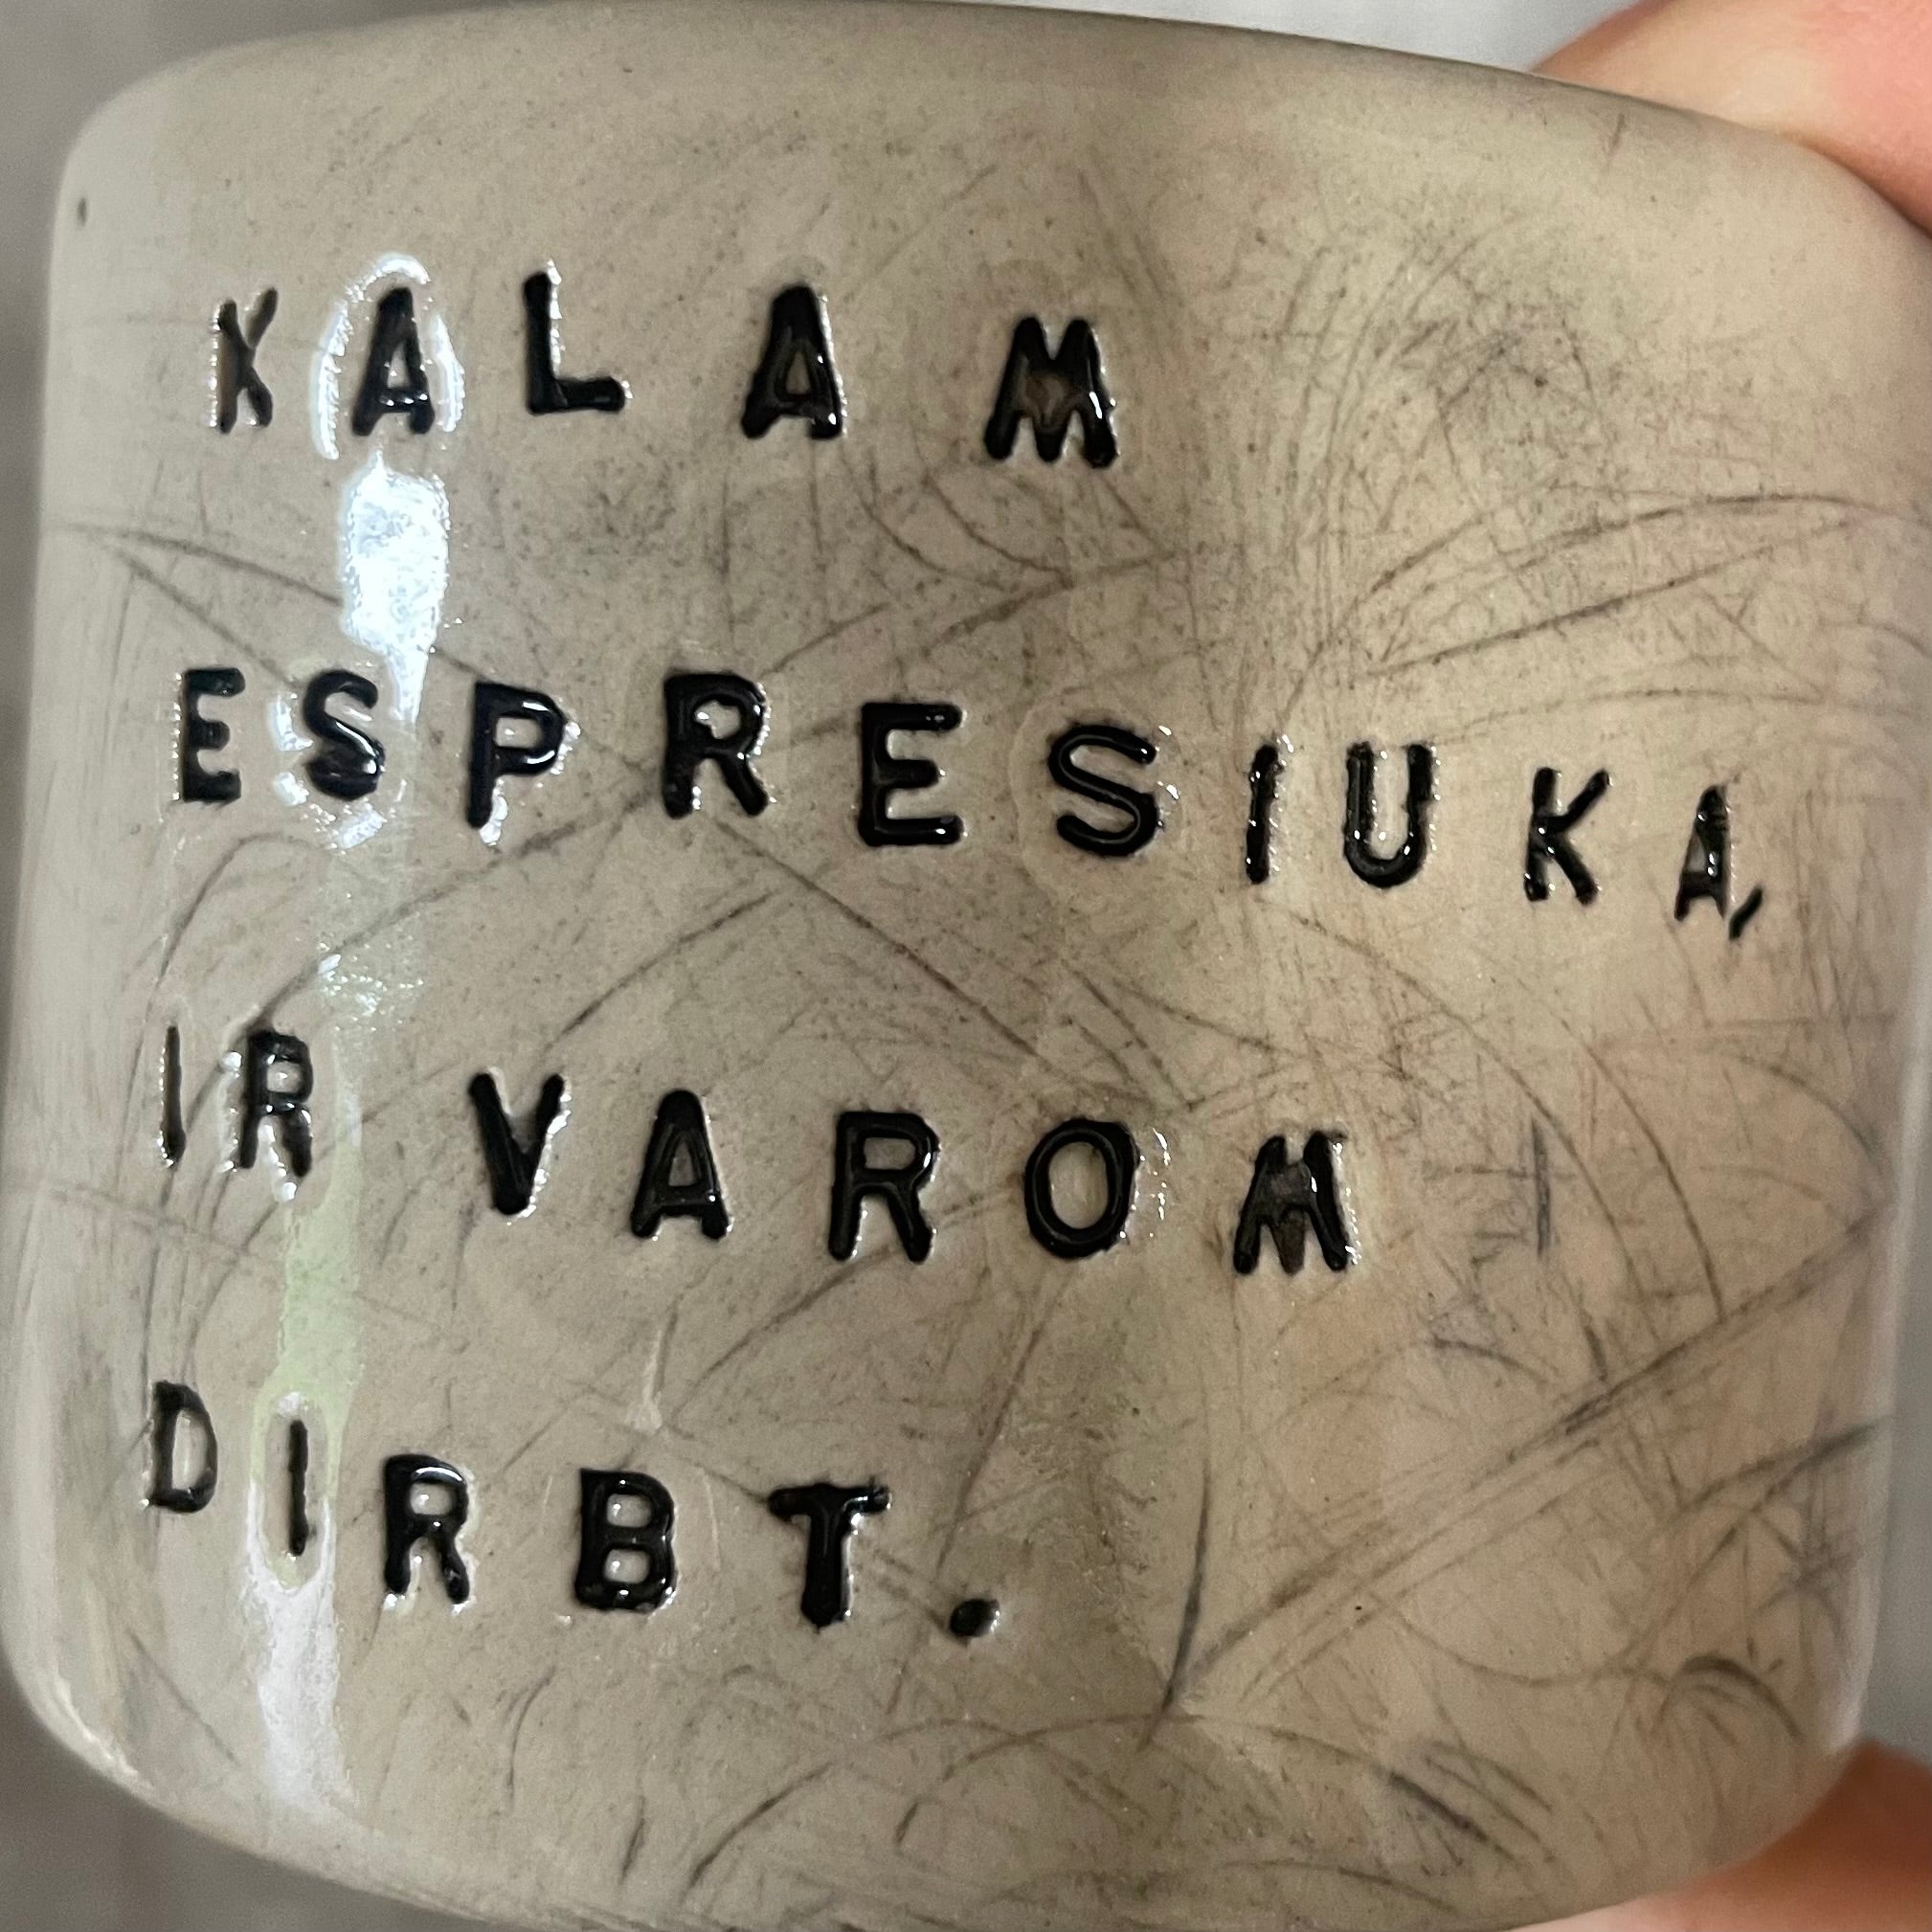 KALAM
ESPRESIUKĄ
IR VAROM
DIRBT.